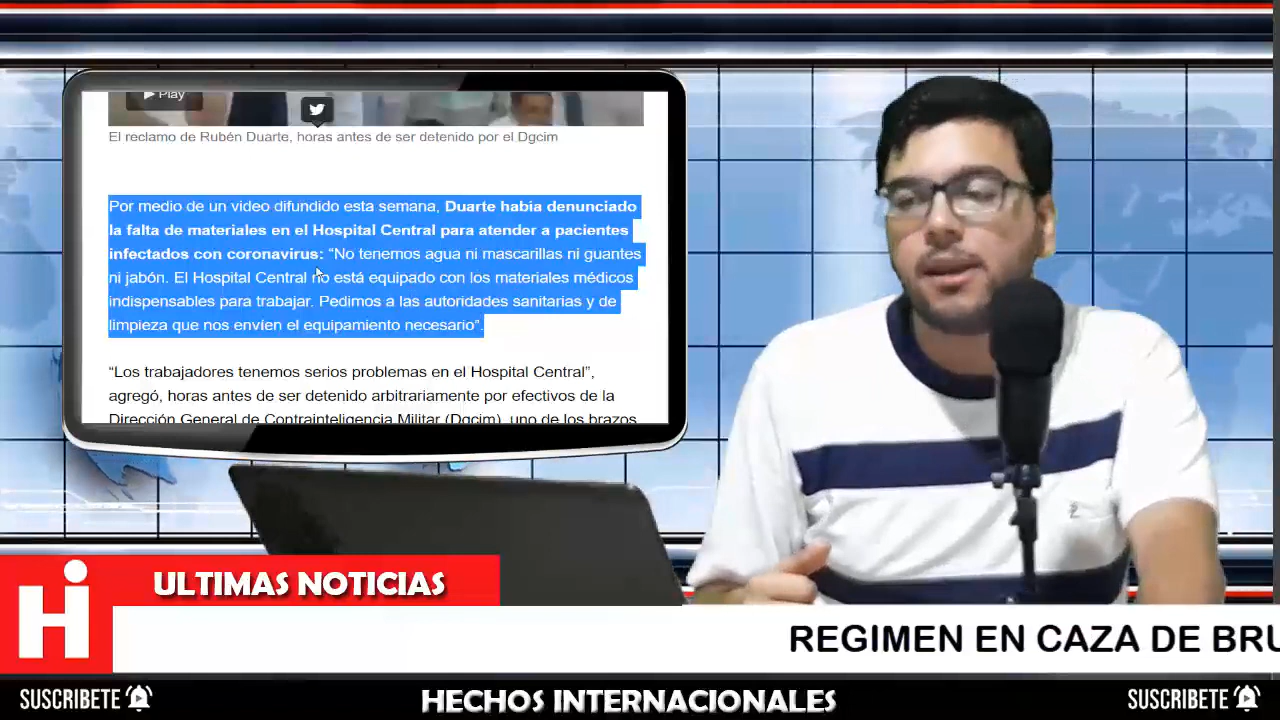 Play
El reclamo de Rubén Duarte, horas antes de ser detenido por el Dgcim
Por medio de un video difundido esta semana, Duarte había denunciado
la falta de materiales en el Hospital Central para atender a pacientes
infectados con coronavirus: “No tenemos agua ni mascarillas ni guantes
ni jabón. El Hospital Central no está equipado con los materiales médicos
indispensables para trabajar. Pedimos a las autoridades sanitarias y de
limpieza que nos envíen el equipamiento necesario”.
“Los trabajadores tenemos serios problemas en el Hospital Central”,
agregó, horas antes de ser detenido arbitrariamente por efectivos de la
Dirección General de Contrainteligencia Militar (Dgcim), uno de los brazos
Hi
ULTIMAS NOTICIAS
REGIMEN EN CAZA DE BRU
SUSCRIBETE
HECHOS INTERNACIONALES
SUSCRIBETE